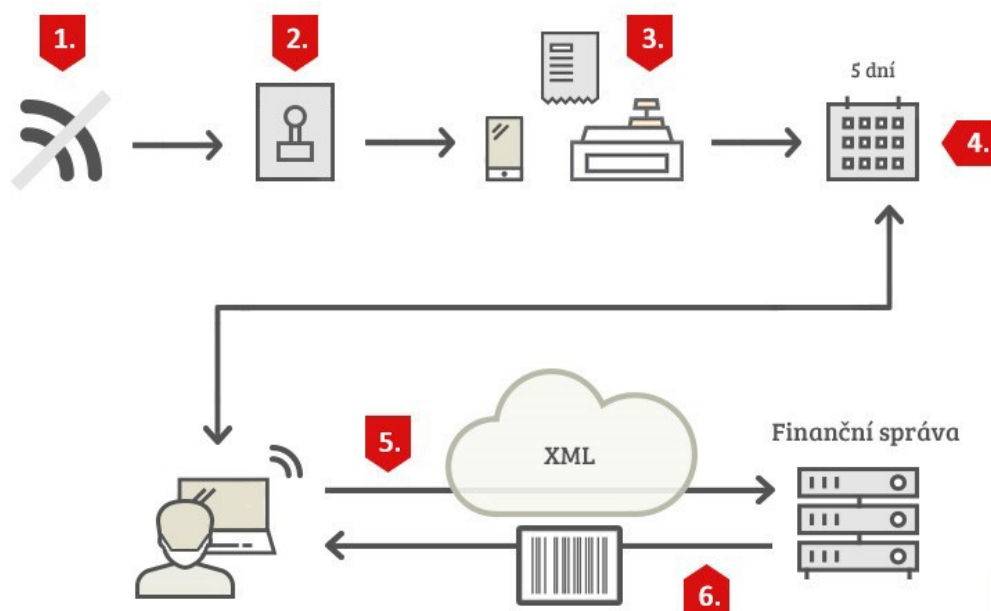 1.
2.
3.
5 dní
4.
5.
XML
Finanční správa
6.